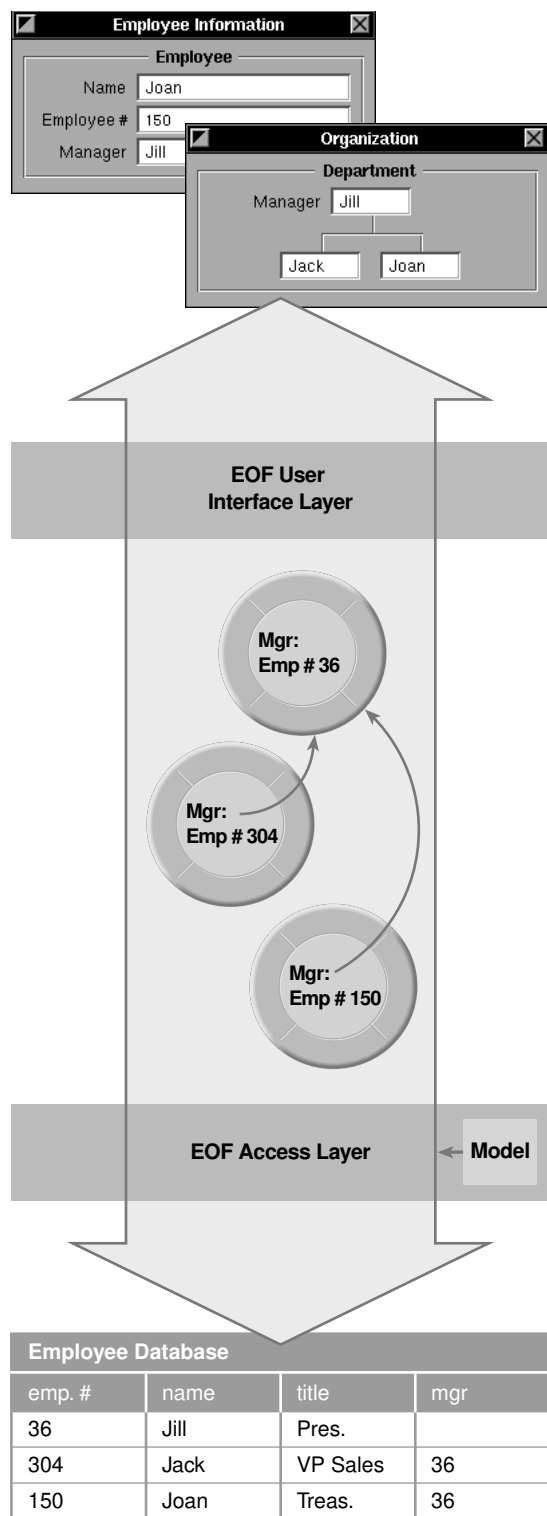 Employee Information
Employee
Name Joan
Employee # 150
Manager Jill
Organization
Department
Manager Jill
Jack Joan
EOF User
Interface Layer
Mgr:
Emp # 36
Mgr:
Emp # 304
Mgr:
Emp # 150
EOF Access Layer
Model
Employee Database
emp. # name title mgr
36 Jill Pres.
304 Jack VP Sales 36
150 Joan Treas. 36